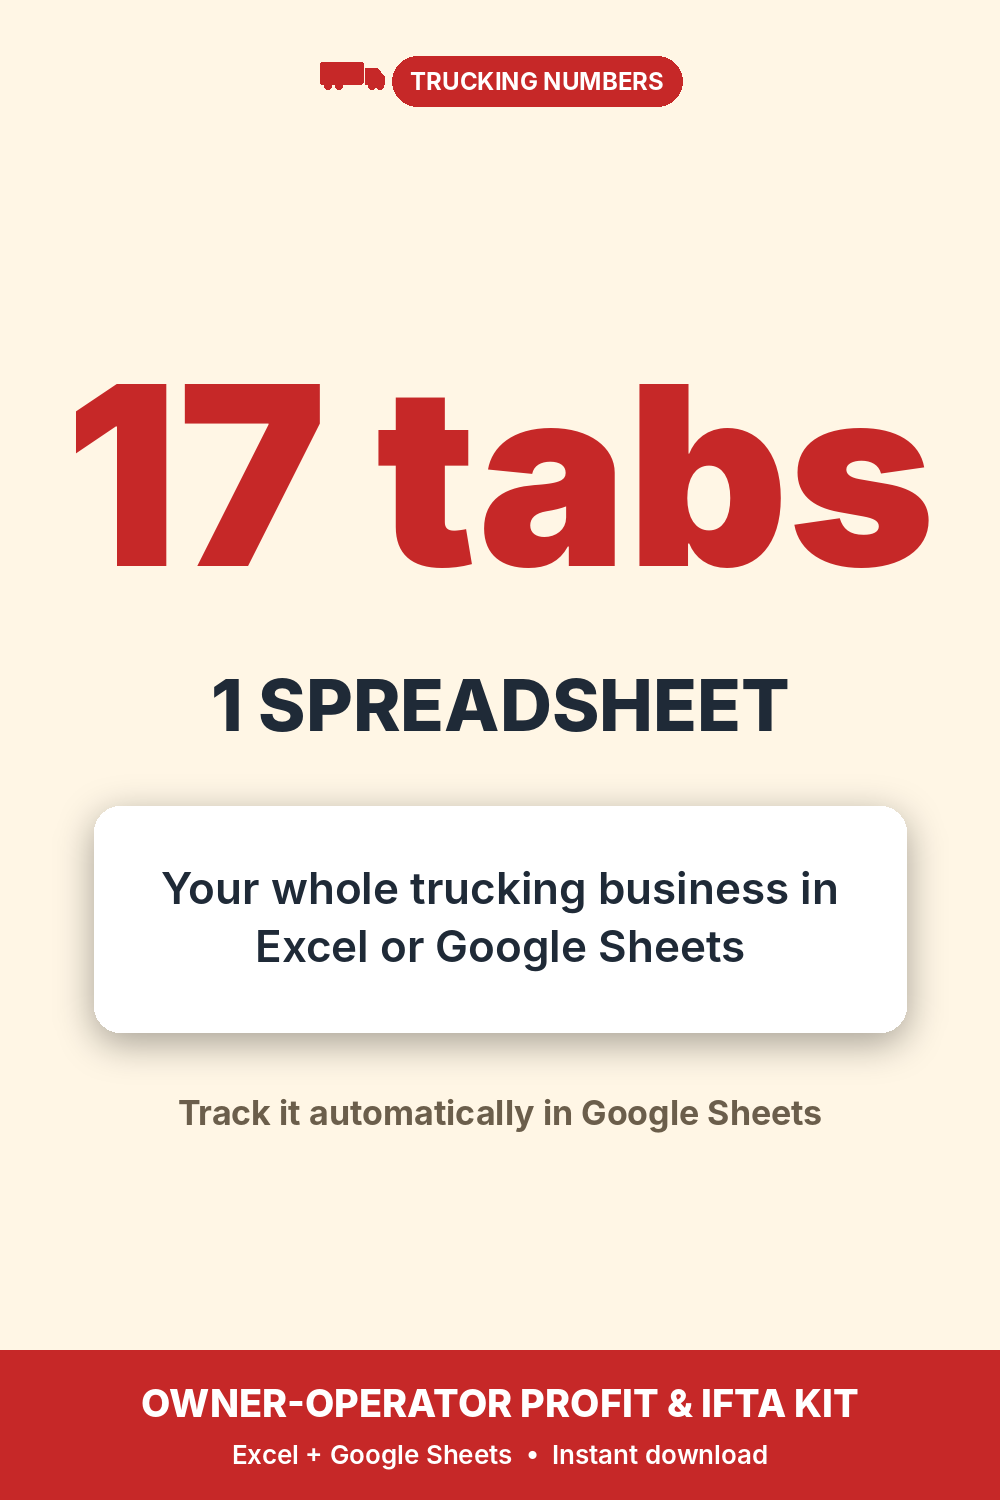 TRUCKING NUMBERS
17 tabs
1 SPREADSHEET
Your whole trucking business in
Excel or Google Sheets
Track it automatically in Google Sheets
OWNER-OPERATOR PROFIT & IFTA KIT
Excel + Google Sheets • Instant download